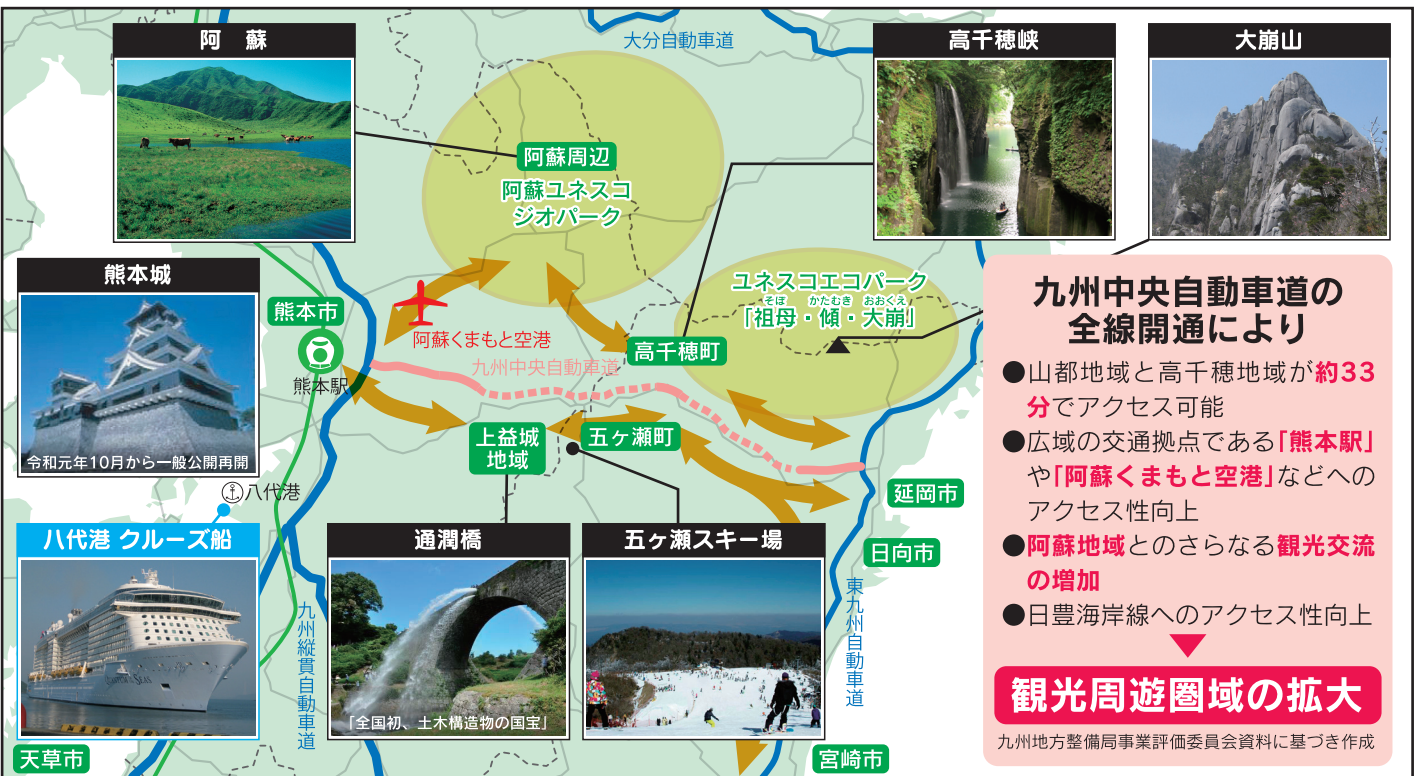 阿　蘇
大分自動車道
高千穂峡
大崩山
阿蘇周辺
阿蘇ユネスコ
ジオパーク
熊本城
令和元年10月から一般公開再開
熊本市
熊本駅
阿蘇くまもと空港
九州中央自動車道
高千穂町
ユネスコエコパーク
そぼ　かたむき　おおくえ
「祖母・傾・大崩」
上益城
地域
五ヶ瀬町
延岡市
日向市
八代港
八代港 クルーズ船
九州縦貫自動車道
通潤橋
「全国初、土木構造物の国宝」
五ヶ瀬スキー場
東九州自動車道
天草市
宮崎市
九州中央自動車道の
全線開通により
●山都地域と高千穂地域が約33
分でアクセス可能
●広域の交通拠点である「熊本駅」
や「阿蘇くまもと空港」などへの
アクセス性向上
●阿蘇地域とのさらなる観光交流
の増加
●日豊海岸線へのアクセス性向上
観光周遊圏域の拡大
九州地方整備局事業評価委員会資料に基づき作成